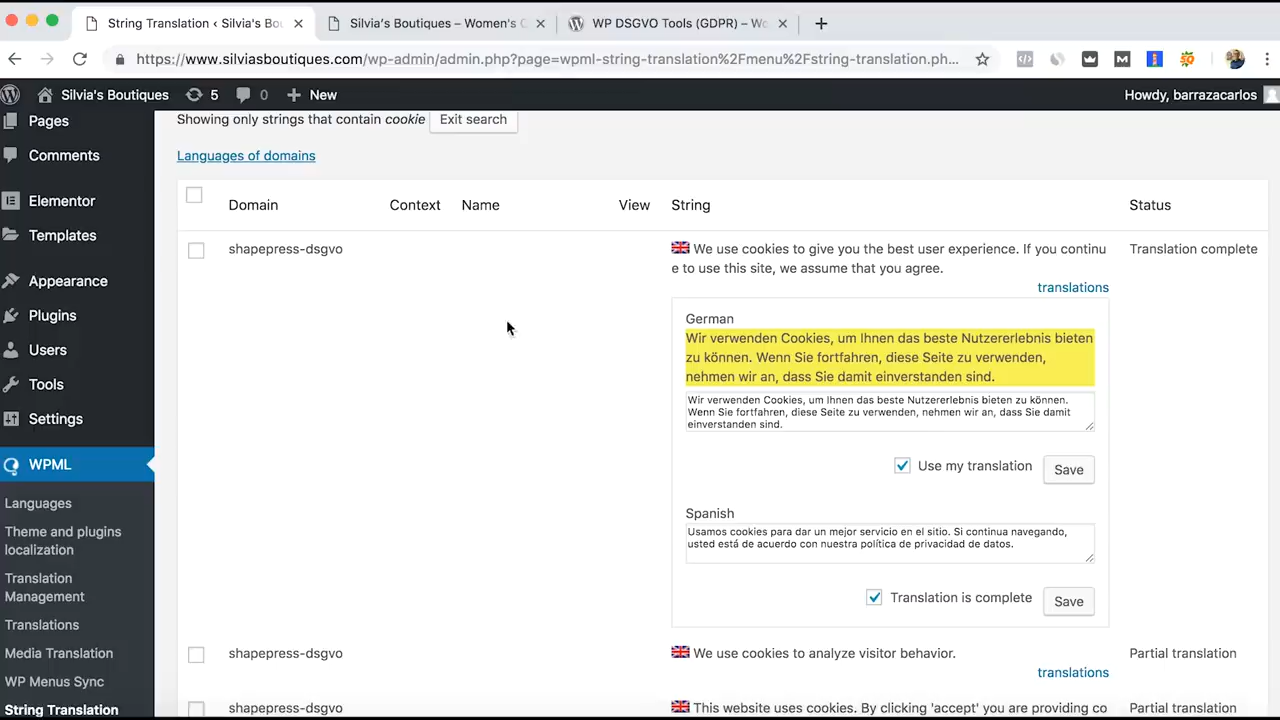 String Translation ‹ Silvia's Bou
Silvia's Boutiques – Women's C
WP DSGVO Tools (GDPR) – Wo
https://www.silviasboutiques.com/wp-admin/admin.php?page=wpml-string-translation%2Fmenu%2Fstring-translation.ph...
Silvia's Boutiques
5
0
New
Howdy, barrazacarlos
Pages
Comments
Elementor
Templates
Appearance
Plugins
Users
Tools
Settings
WPML
Languages
Theme and plugins
localization
Translation
Management
Translations
Media Translation
WP Menus Sync
String Translation
Showing only strings that contain cookie
Exit search
Languages of domains
Domain Context Name View String Status
shapepress-dsgvo
We use cookies to give you the best user experience. If you continu
e to use this site, we assume that you agree.
Translation complete
translations
German
Wir verwenden Cookies, um Ihnen das beste Nutzererlebnis bieten
zu können. Wenn Sie fortfahren, diese Seite zu verwenden,
nehmen wir an, dass Sie damit einverstanden sind.
Wir verwenden Cookies, um Ihnen das beste Nutzererlebnis bieten zu können.
Wenn Sie fortfahren, diese Seite zu verwenden, nehmen wir an, dass Sie damit
einverstanden sind.
Use my translation
Save
Spanish
Usamos cookies para dar un mejor servicio en el sitio. Si continua navegando,
usted está de acuerdo con nuestra política de privacidad de datos.
Translation is complete
Save
shapepress-dsgvo
We use cookies to analyze visitor behavior.
Partial translation
translations
shapepress-dsgvo
This website uses cookies. By clicking 'accept' you are providing co
Partial translation